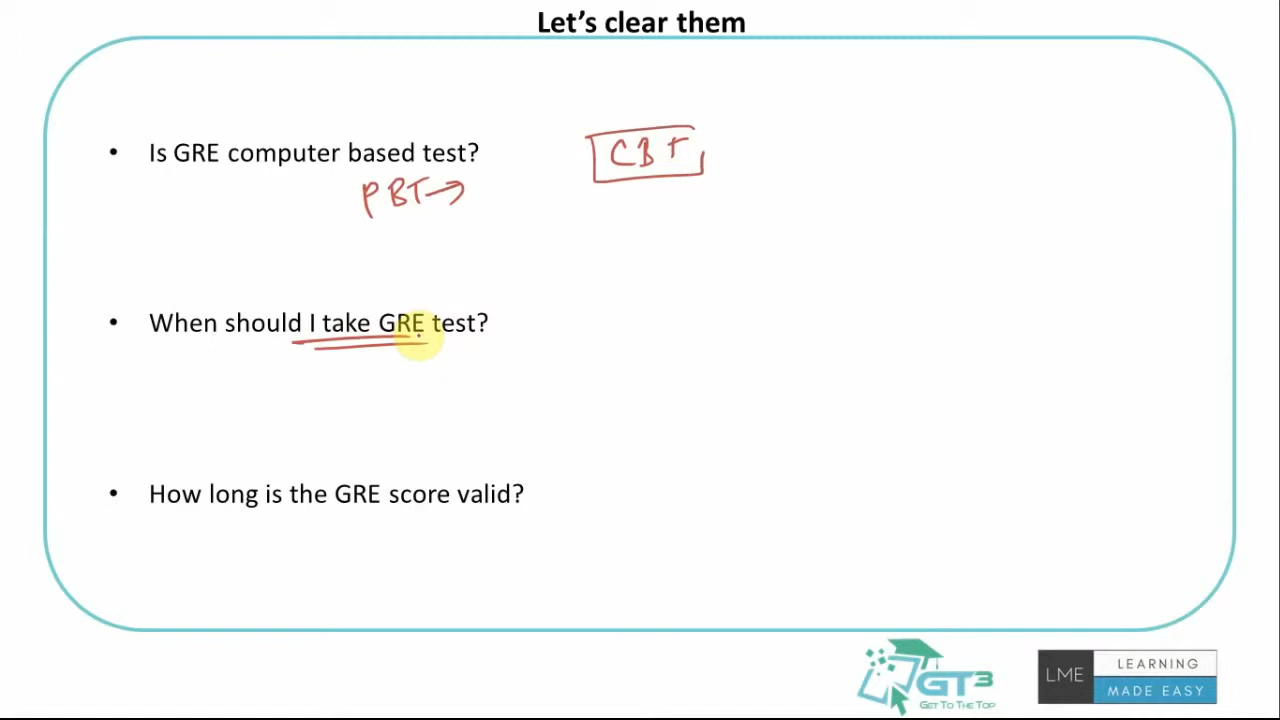 Let's clear them
• Is GRE computer based test?
CBT
PBT→
• When should I take GRE test?
• How long is the GRE score valid?
GT3
GET TO THE TOP
LME
LEARNING
MADE EASY